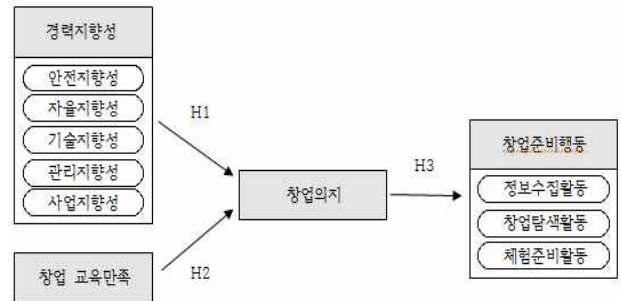 경력지향성
안전지향성
자율지향성
기술지향성
관리지향성
사업지향성
H1
창업의지
H3
창업준비행동
정보수집활동
창업탐색활동
체험준비활동
창업 교육만족
H2